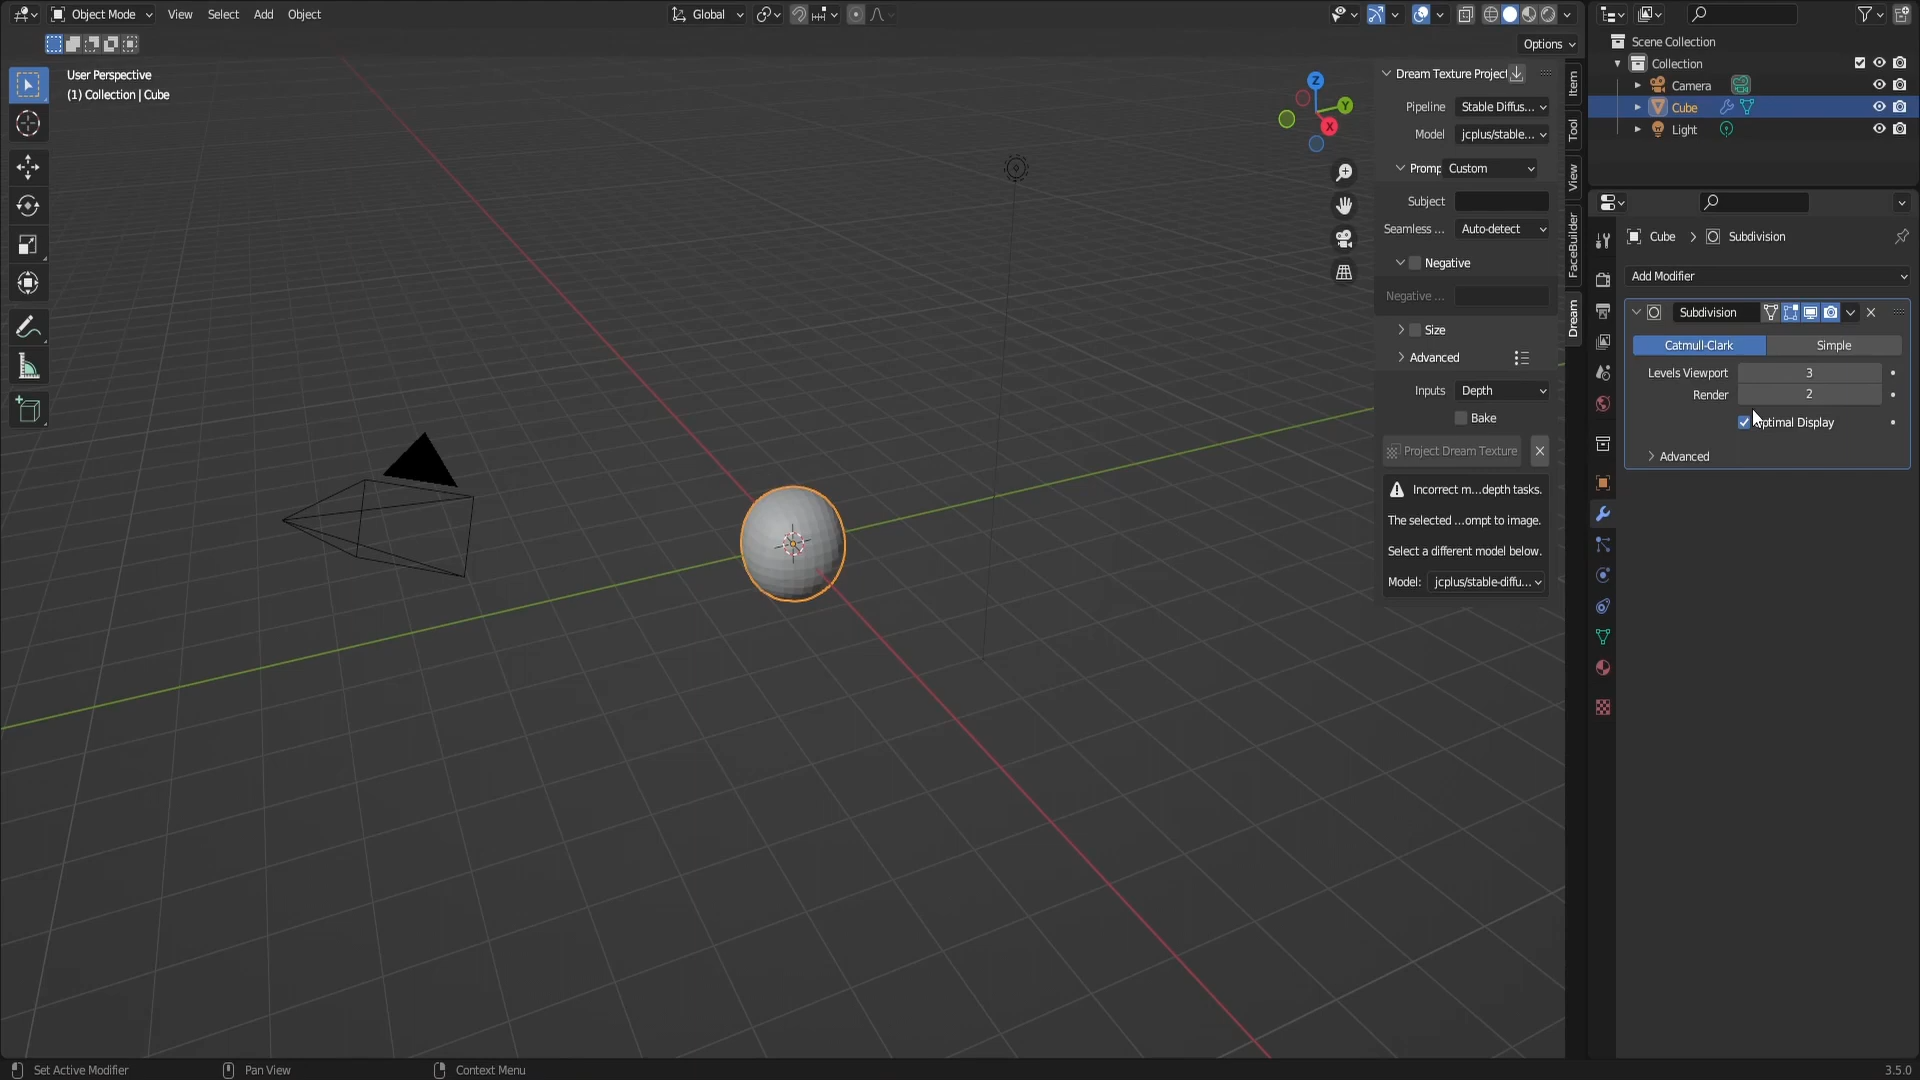 Object Mode
View
Select
Add
Object
Global
Options
User Perspective
(1) Collection | Cube
Z
Y
X
Dream Texture Project
Pipeline
Stable Diffus...
Model
jcplus/stable...
Promp
Custom
Subject
Seamless ...
Auto-detect
Negative
Negative ...
Size
Advanced
Inputs
Depth
Bake
Project Dream Texture
Incorrect m...depth tasks.
The selected ...ompt to image.
Select a different model below.
Model:
jcplus/stable-diffu...
Item
Tool
View
FaceBuilder
Dream
Scene Collection
Collection
Camera
Cube
Light
Cube
Subdivision
Add Modifier
Subdivision
Catmull-Clark
Simple
Levels Viewport
3
Render
2
ptimal Display
Advanced
Set Active Modifier
Pan View
Context Menu
3.5.0